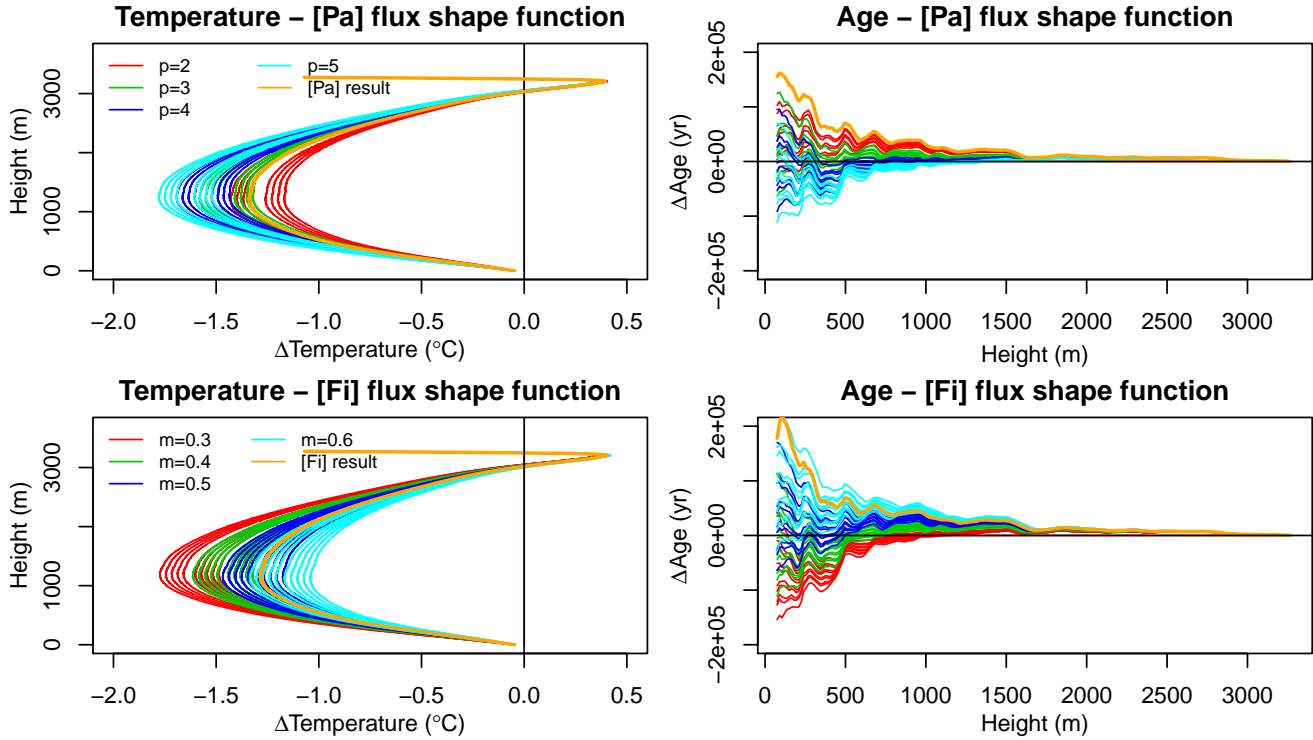 Temperature − [Pa] flux shape function
Height (m)
0
1000
3000
p=2
p=3
p=4
p=5
[Pa] result
−2.0
−1.5
−1.0
−0.5
0.0
0.5
ΔTemperature (°C)
Age − [Pa] flux shape function
ΔAge (yr)
−2e+05
0e+00
2e+05
0
500
1000
1500
2000
2500
3000
Height (m)
Temperature − [Fi] flux shape function
Height (m)
0
1000
3000
m=0.3
m=0.4
m=0.5
m=0.6
[Fi] result
−2.0
−1.5
−1.0
−0.5
0.0
0.5
ΔTemperature (°C)
Age − [Fi] flux shape function
ΔAge (yr)
−2e+05
0e+00
2e+05
0
500
1000
1500
2000
2500
3000
Height (m)